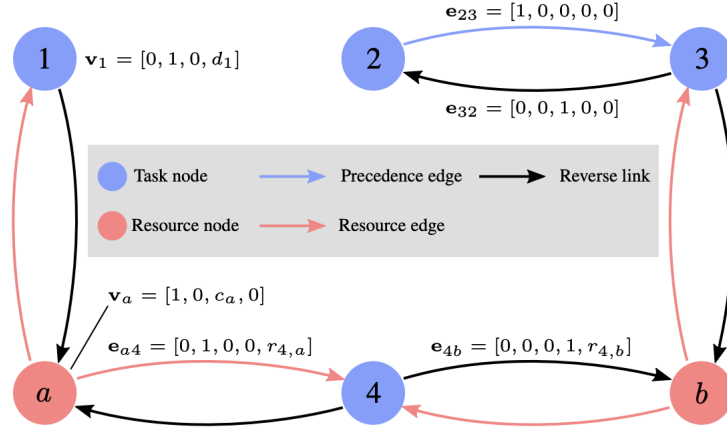 e₂₃ = [1, 0, 0, 0, 0]
1
v₁ = [0, 1, 0, d₁]
2
3
e₃₂ = [0, 0, 1, 0, 0]
Task node
Precedence edge
Reverse link
Resource node
Resource edge
vₐ = [1, 0, cₐ, 0]
eₐ₄ = [0, 1, 0, 0, r₄,ₐ]
e₄b = [0, 0, 0, 1, r₄,b]
a
4
b